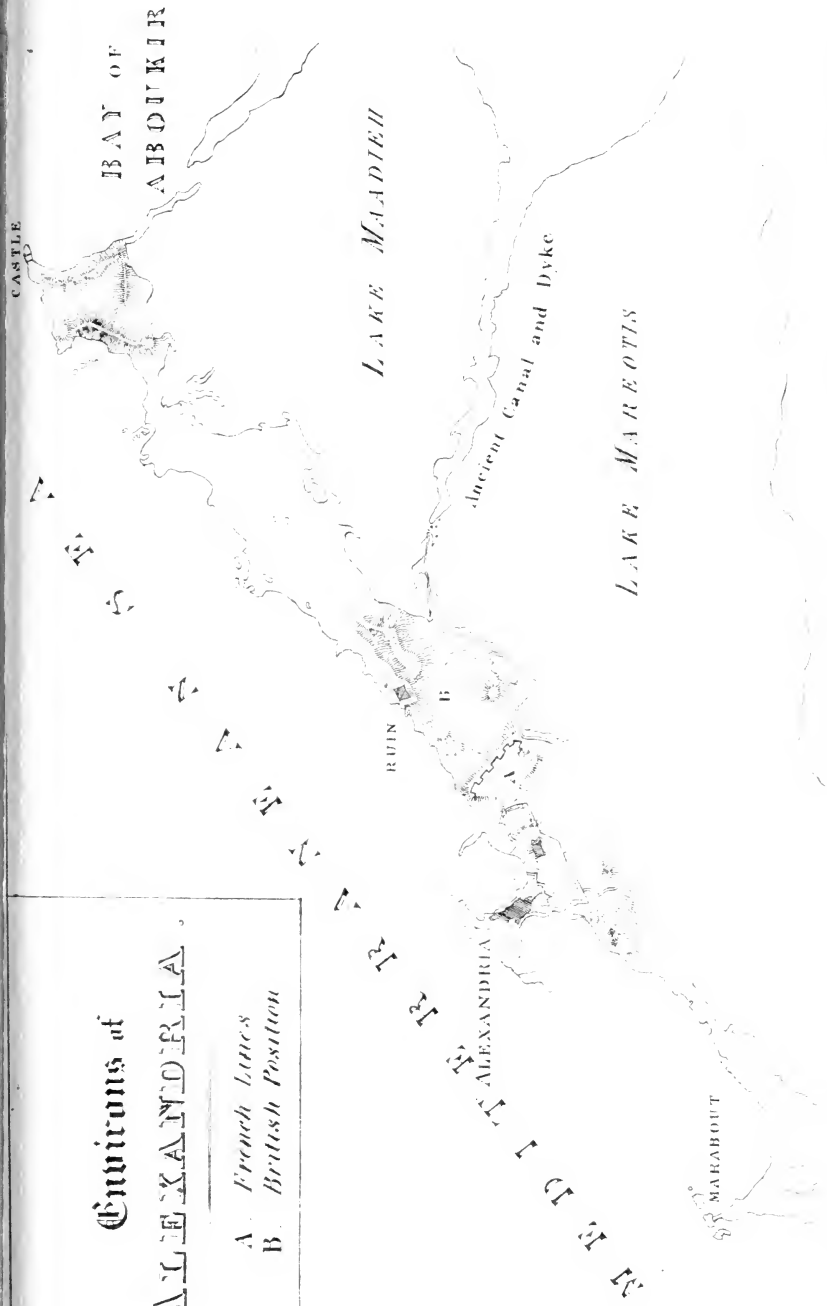 Environs of
ALEXANDRIA.
A. French Lines
B. British Position
MEDITERRANEAN SEA
CASTLE
BAY OF
ABOUKIR
LAKE MAADIEH
Ancient Canal and Dyke
LAKE MAREOTIS
RUIN
B
A
ALEXANDRIA
MARABOUT